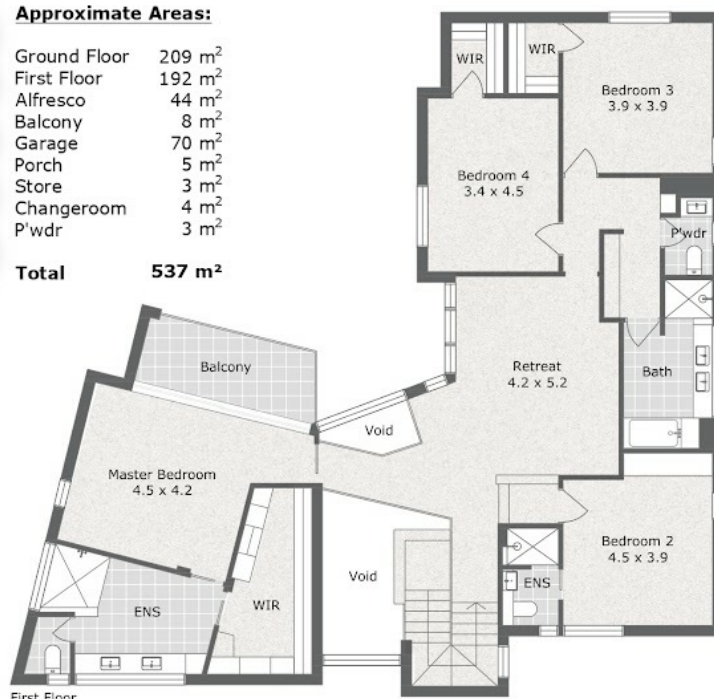 Approximate Areas:
Ground Floor 209 m²
First Floor 192 m²
Alfresco 44 m²
Balcony 8 m²
Garage 70 m²
Porch 5 m²
Store 3 m²
Changeroom 4 m²
P'wdr 3 m²
Total 537 m²
WIR
WIR
Bedroom 3
3.9 x 3.9
Bedroom 4
3.4 x 4.5
P'wdr
Balcony
Retreat
4.2 x 5.2
Bath
Void
Master Bedroom
4.5 x 4.2
Bedroom 2
4.5 x 3.9
Void
ENS
ENS
WIR
First Floor